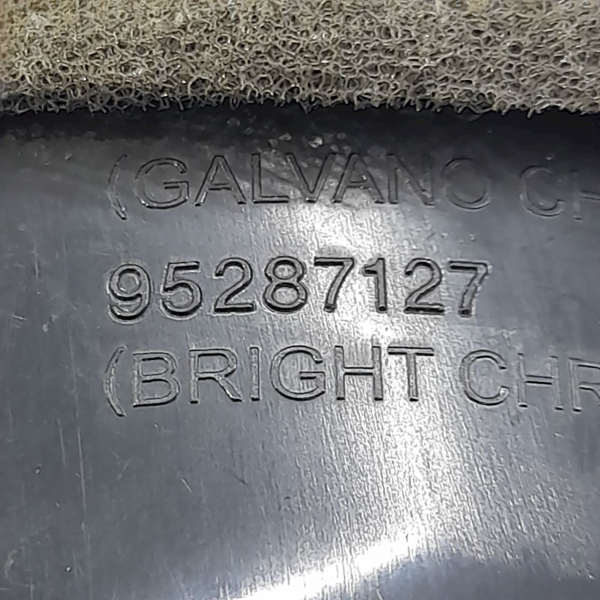 (GALVANO CH
95287127
(BRIGHT CHR